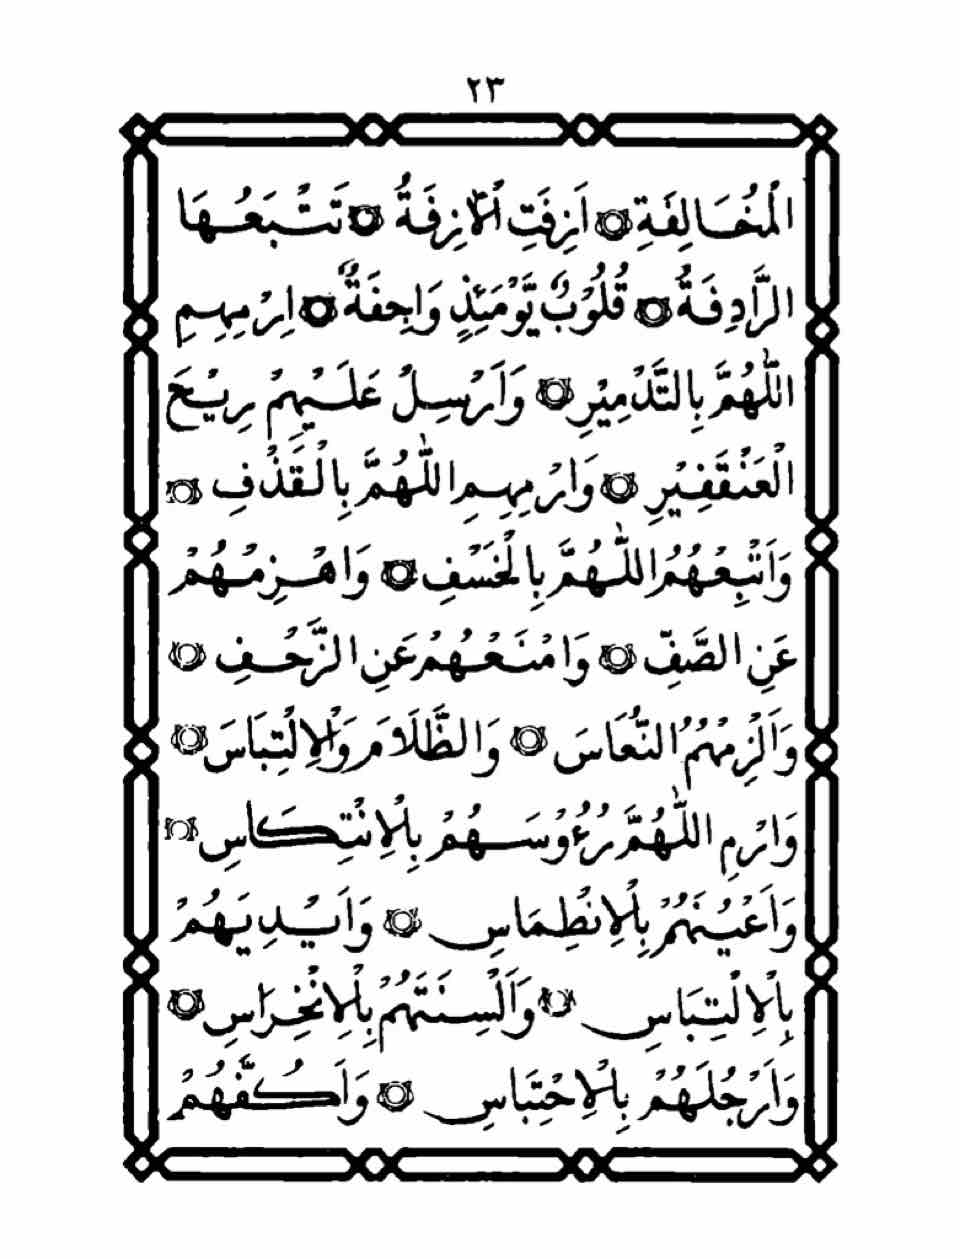 ٢٣
الْمُخَالِفَةِ ۝ اَزِفَتِ الْاٰزِفَةُ ۝ تَتْبَعُهَا
الرَّادِفَةُ ۝ قُلُوْبٌ يَّوْمَئِذٍ وَاجِفَةٌ ۝ اِرْمِهِمِ
اللّٰهُمَّ بِالتَّدْمِيْرِ ۝ وَاَرْسِلْ عَلَيْهِمْ رِيْحَ
الْعَنْقَفِيْرِ ۝ وَارْمِهِمِ اللّٰهُمَّ بِالْقَذْفِ ۝
وَاَتْبِعْهُمُ اللّٰهُمَّ بِالْخَسْفِ ۝ وَاهْزِمْهُمْ
عَنِ الصَّفِّ ۝ وَامْنَعْهُمْ عَنِ الزَّحْفِ ۝
وَاَلْزِمْهُمُ النُّعَاسَ ۝ وَالظَّلَامَ وَالْاِلْتِبَاسَ ۝
وَارْمِ اللّٰهُمَّ رُءُوْسَهُمْ بِالْاِنْتِكَاسِ ۝
وَاَعْيُنَهُمْ بِالْاِنْطِمَاسِ ۝ وَاَيْدِيَهُمْ
بِالْاِلْتِبَاسِ ۝ وَاَلْسِنَتَهُمْ بِالْاِنْخِرَاسِ ۝
وَاَرْجُلَهُمْ بِالْاِحْتِبَاسِ ۝ وَاَكُفَّهُمْ